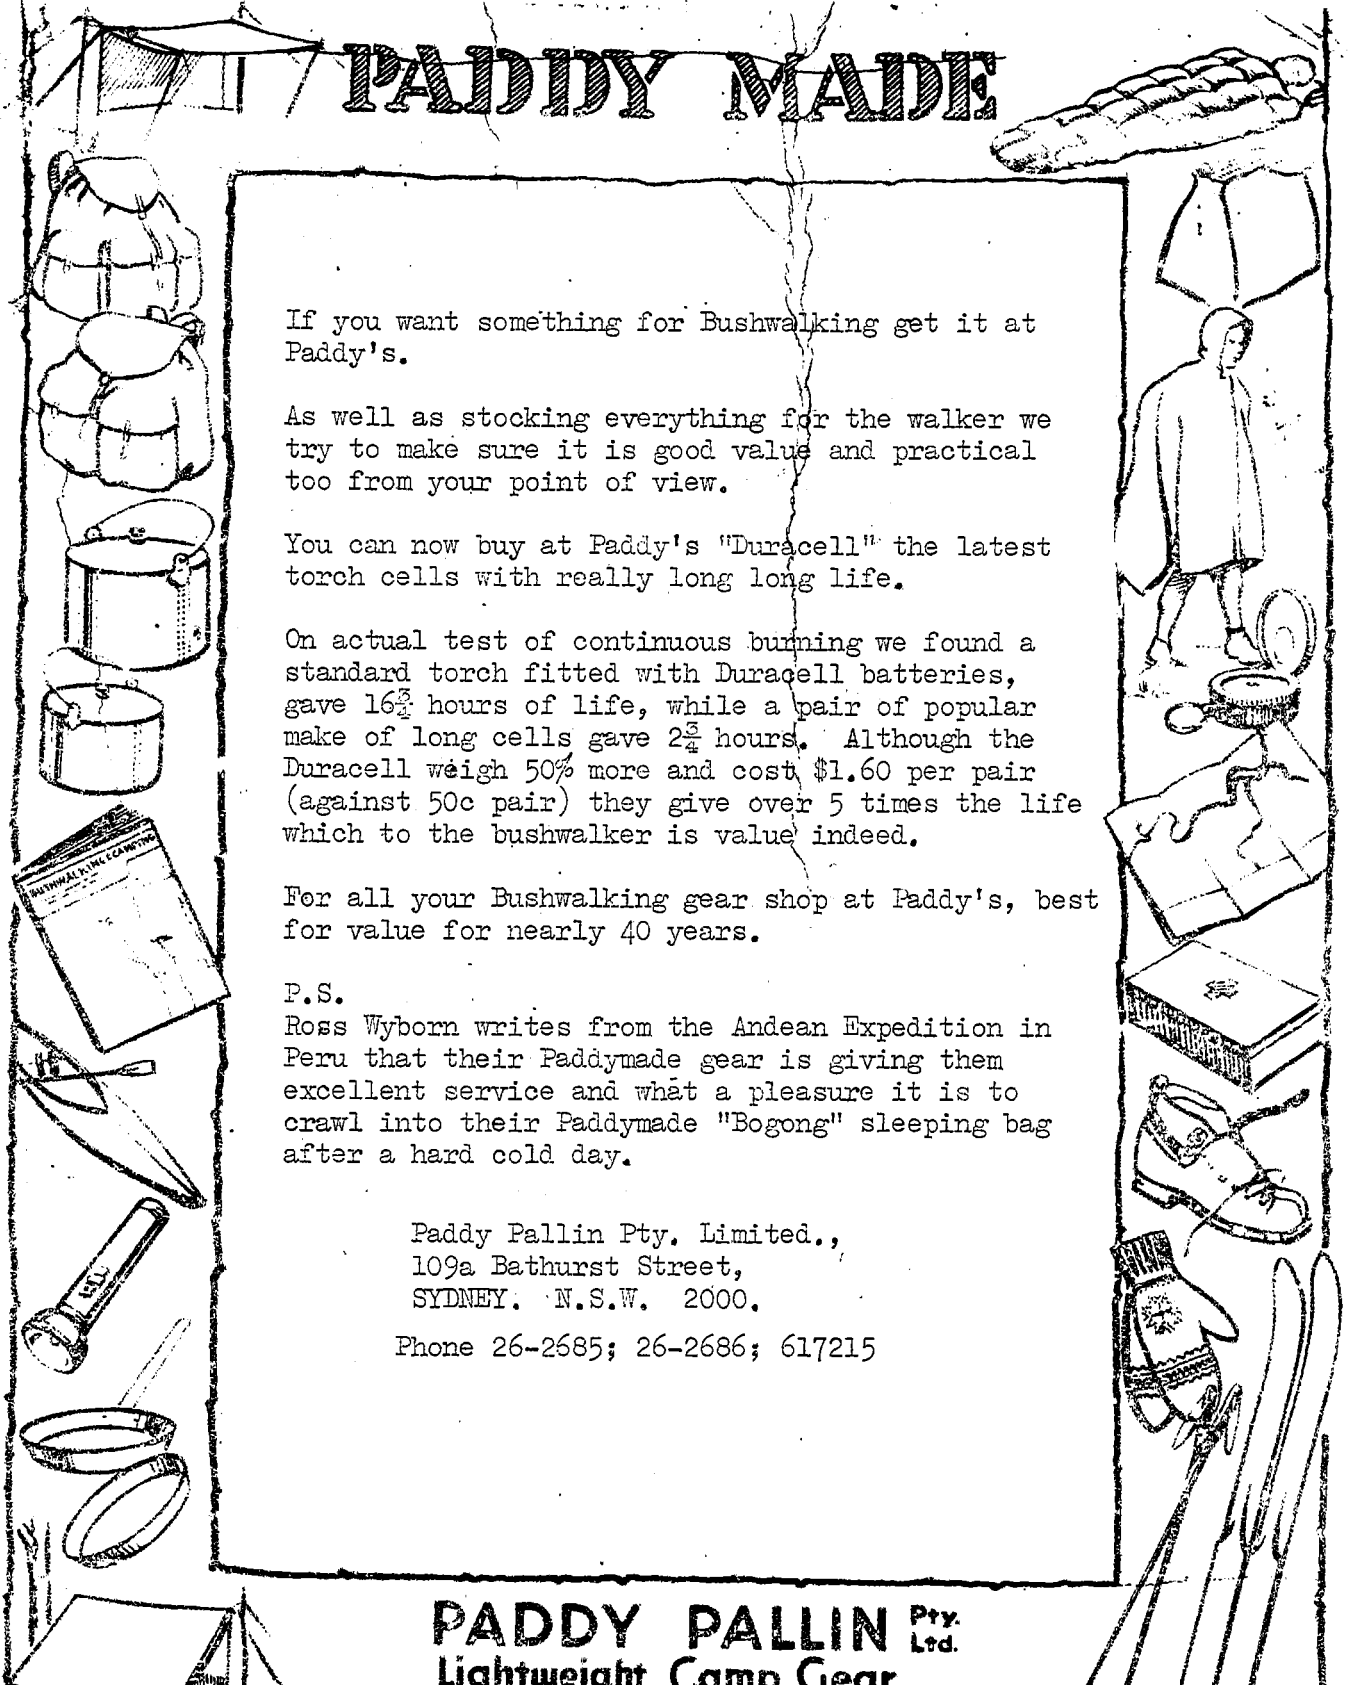 PADDY MADE
If you want something for Bushwalking get it at
Paddy's.
As well as stocking everything for the walker we
try to make sure it is good value and practical
too from your point of view.
You can now buy at Paddy's "Duracell" the latest
torch cells with really long long life.
On actual test of continuous burning we found a
standard torch fitted with Duracell batteries,
gave 16¾ hours of life, while a pair of popular
make of long cells gave 2¾ hours. Although the
Duracell weigh 50% more and cost $1.60 per pair
(against 50c pair) they give over 5 times the life
which to the bushwalker is value indeed.
For all your Bushwalking gear shop at Paddy's, best
for value for nearly 40 years.
P.S.
Ross Wyborn writes from the Andean Expedition in
Peru that their Paddymade gear is giving them
excellent service and what a pleasure it is to
crawl into their Paddymade "Bogong" sleeping bag
after a hard cold day.
Paddy Pallin Pty. Limited.,
109a Bathurst Street,
SYDNEY. N.S.W. 2000.
Phone 26-2685; 26-2686; 617215
BUSHWALKING & CAMPING
PADDY PALLIN Pty. Ltd.
Lightweight Camp Gear